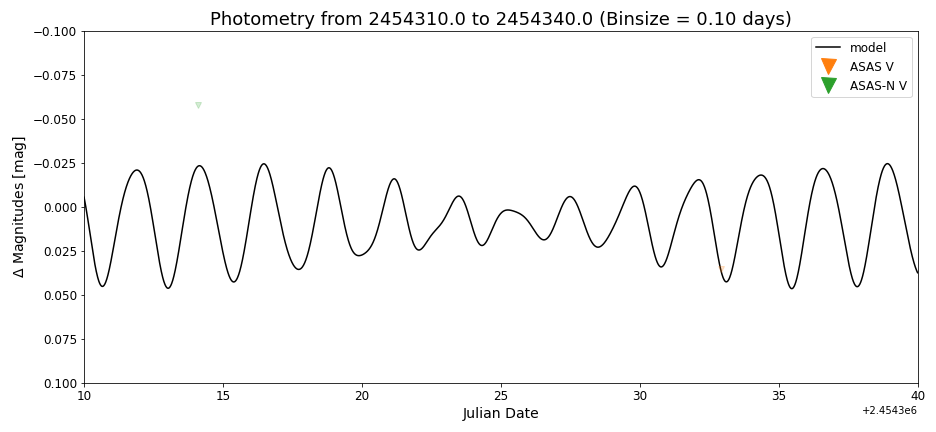 Photometry from 2454310.0 to 2454340.0 (Binsize = 0.10 days)
Δ Magnitudes [mag]
−0.100
−0.075
−0.050
−0.025
0.000
0.025
0.050
0.075
0.100
model
ASAS V
ASAS-N V
10 15 20 25 30 35 40
Julian Date
+2.4543e6